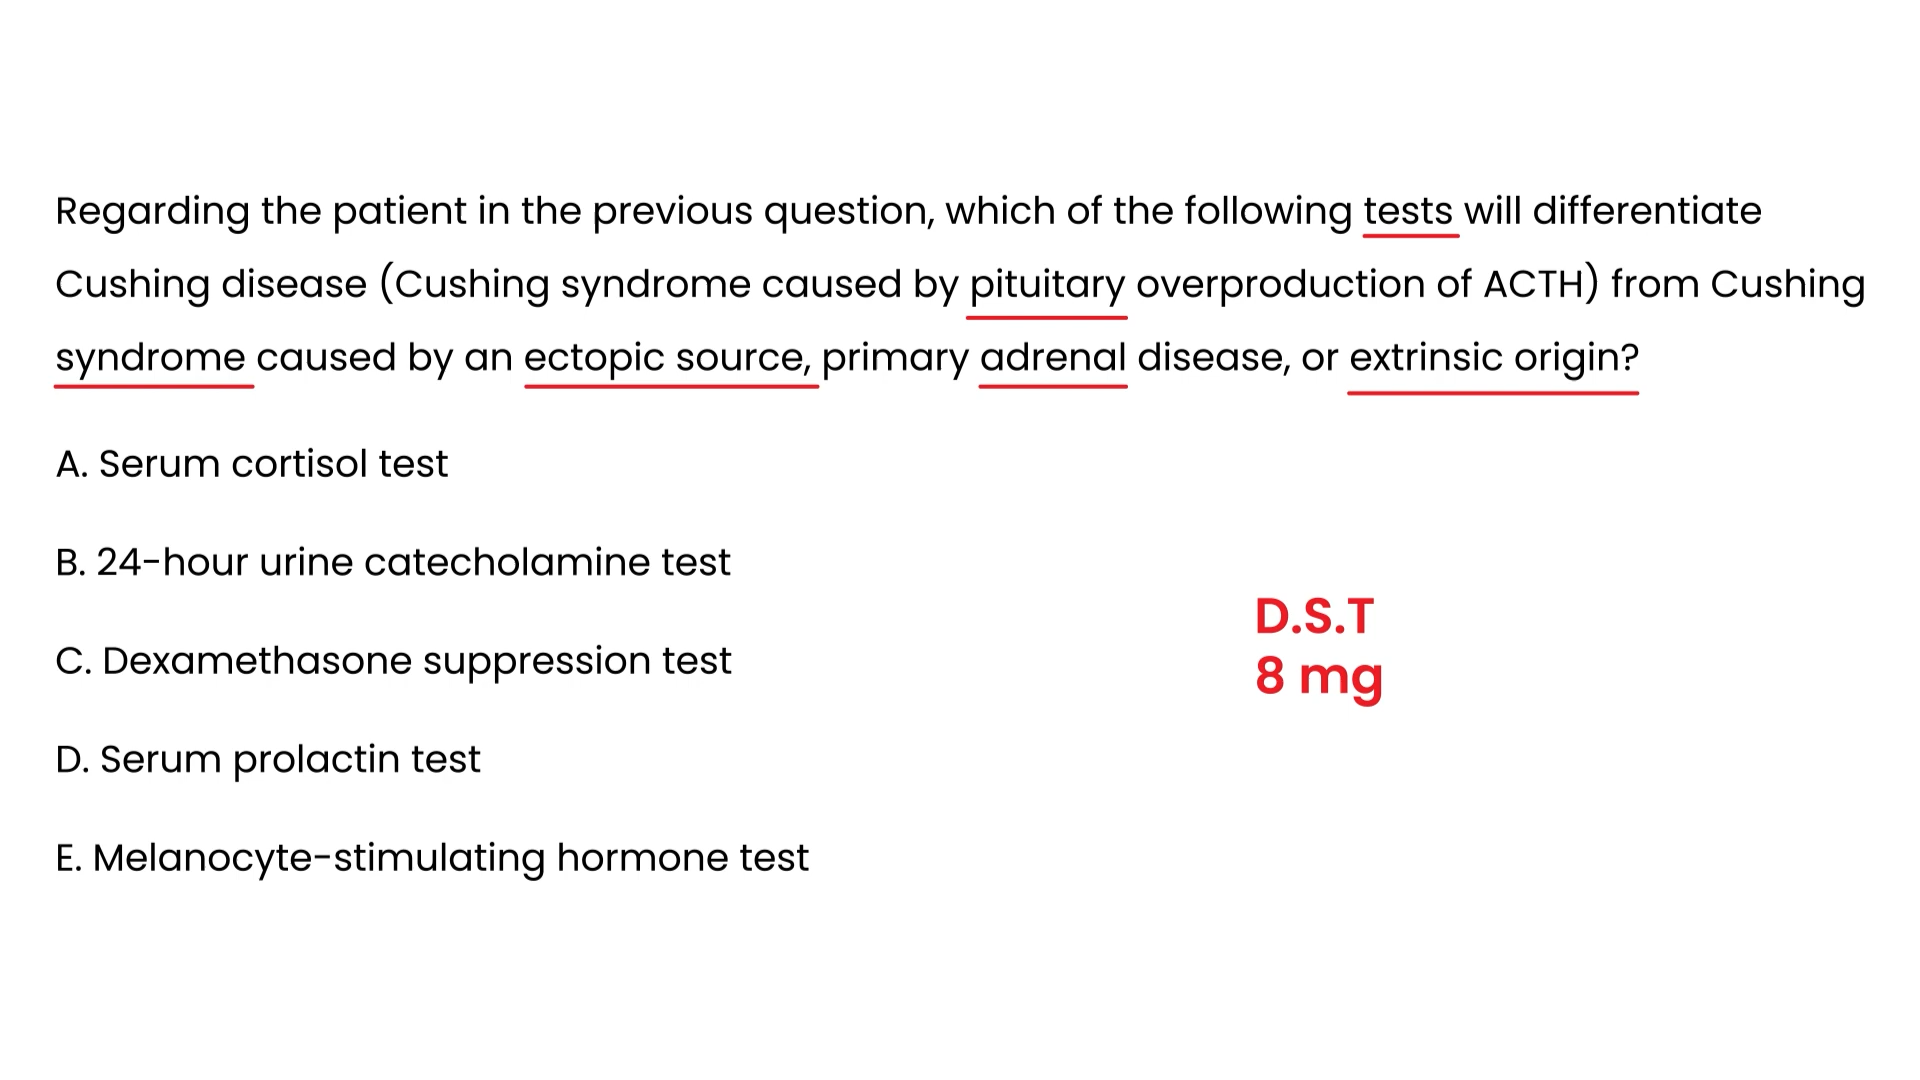 Regarding the patient in the previous question, which of the following tests will differentiate
Cushing disease (Cushing syndrome caused by pituitary overproduction of ACTH) from Cushing
syndrome caused by an ectopic source, primary adrenal disease, or extrinsic origin?
A. Serum cortisol test
B. 24-hour urine catecholamine test
C. Dexamethasone suppression test
D. Serum prolactin test
E. Melanocyte-stimulating hormone test
D.S.T
8 mg